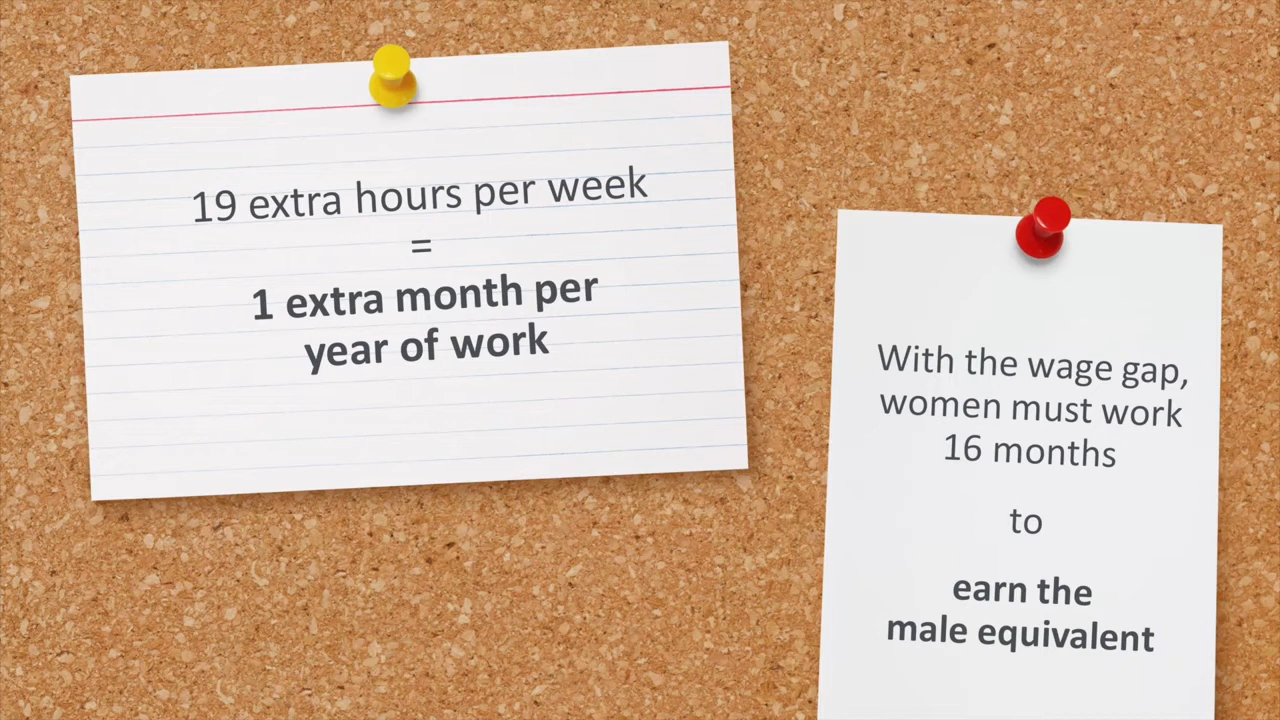 19 extra hours per week
=
1 extra month per
year of work
With the wage gap,
women must work
16 months
to
earn the
male equivalent